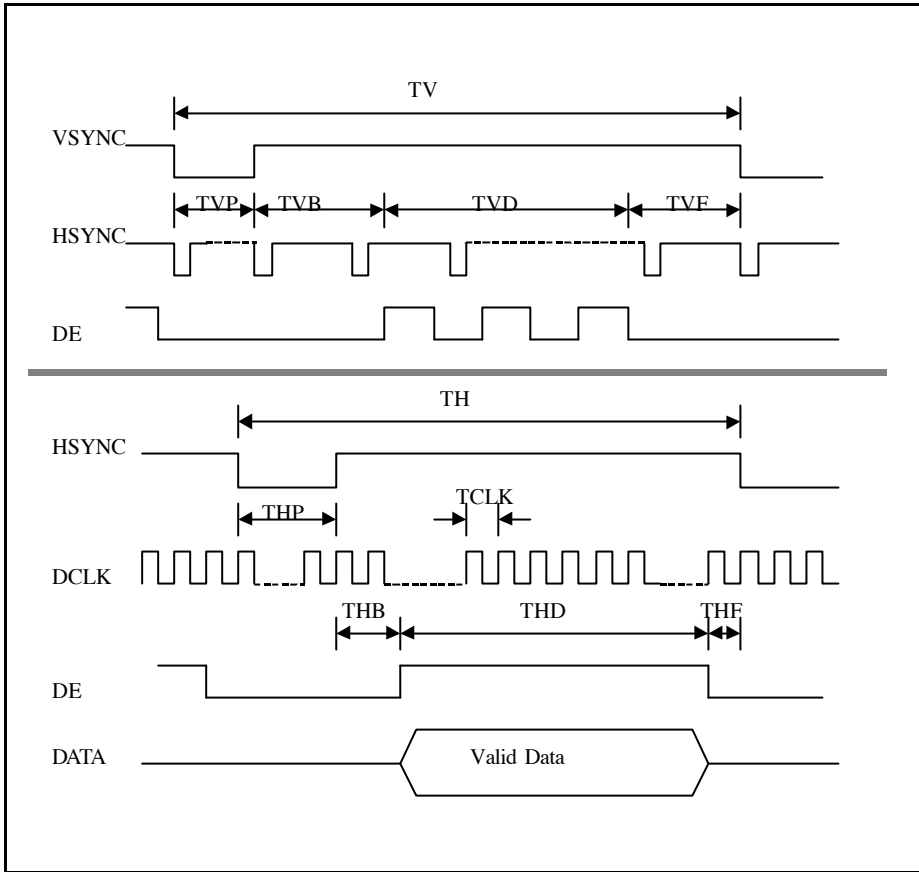 TV
VSYNC
TVP TVB TVD TVF
HSYNC
DE
TH
HSYNC
TCLK
THP
DCLK
THB THD THF
DE
DATA Valid Data